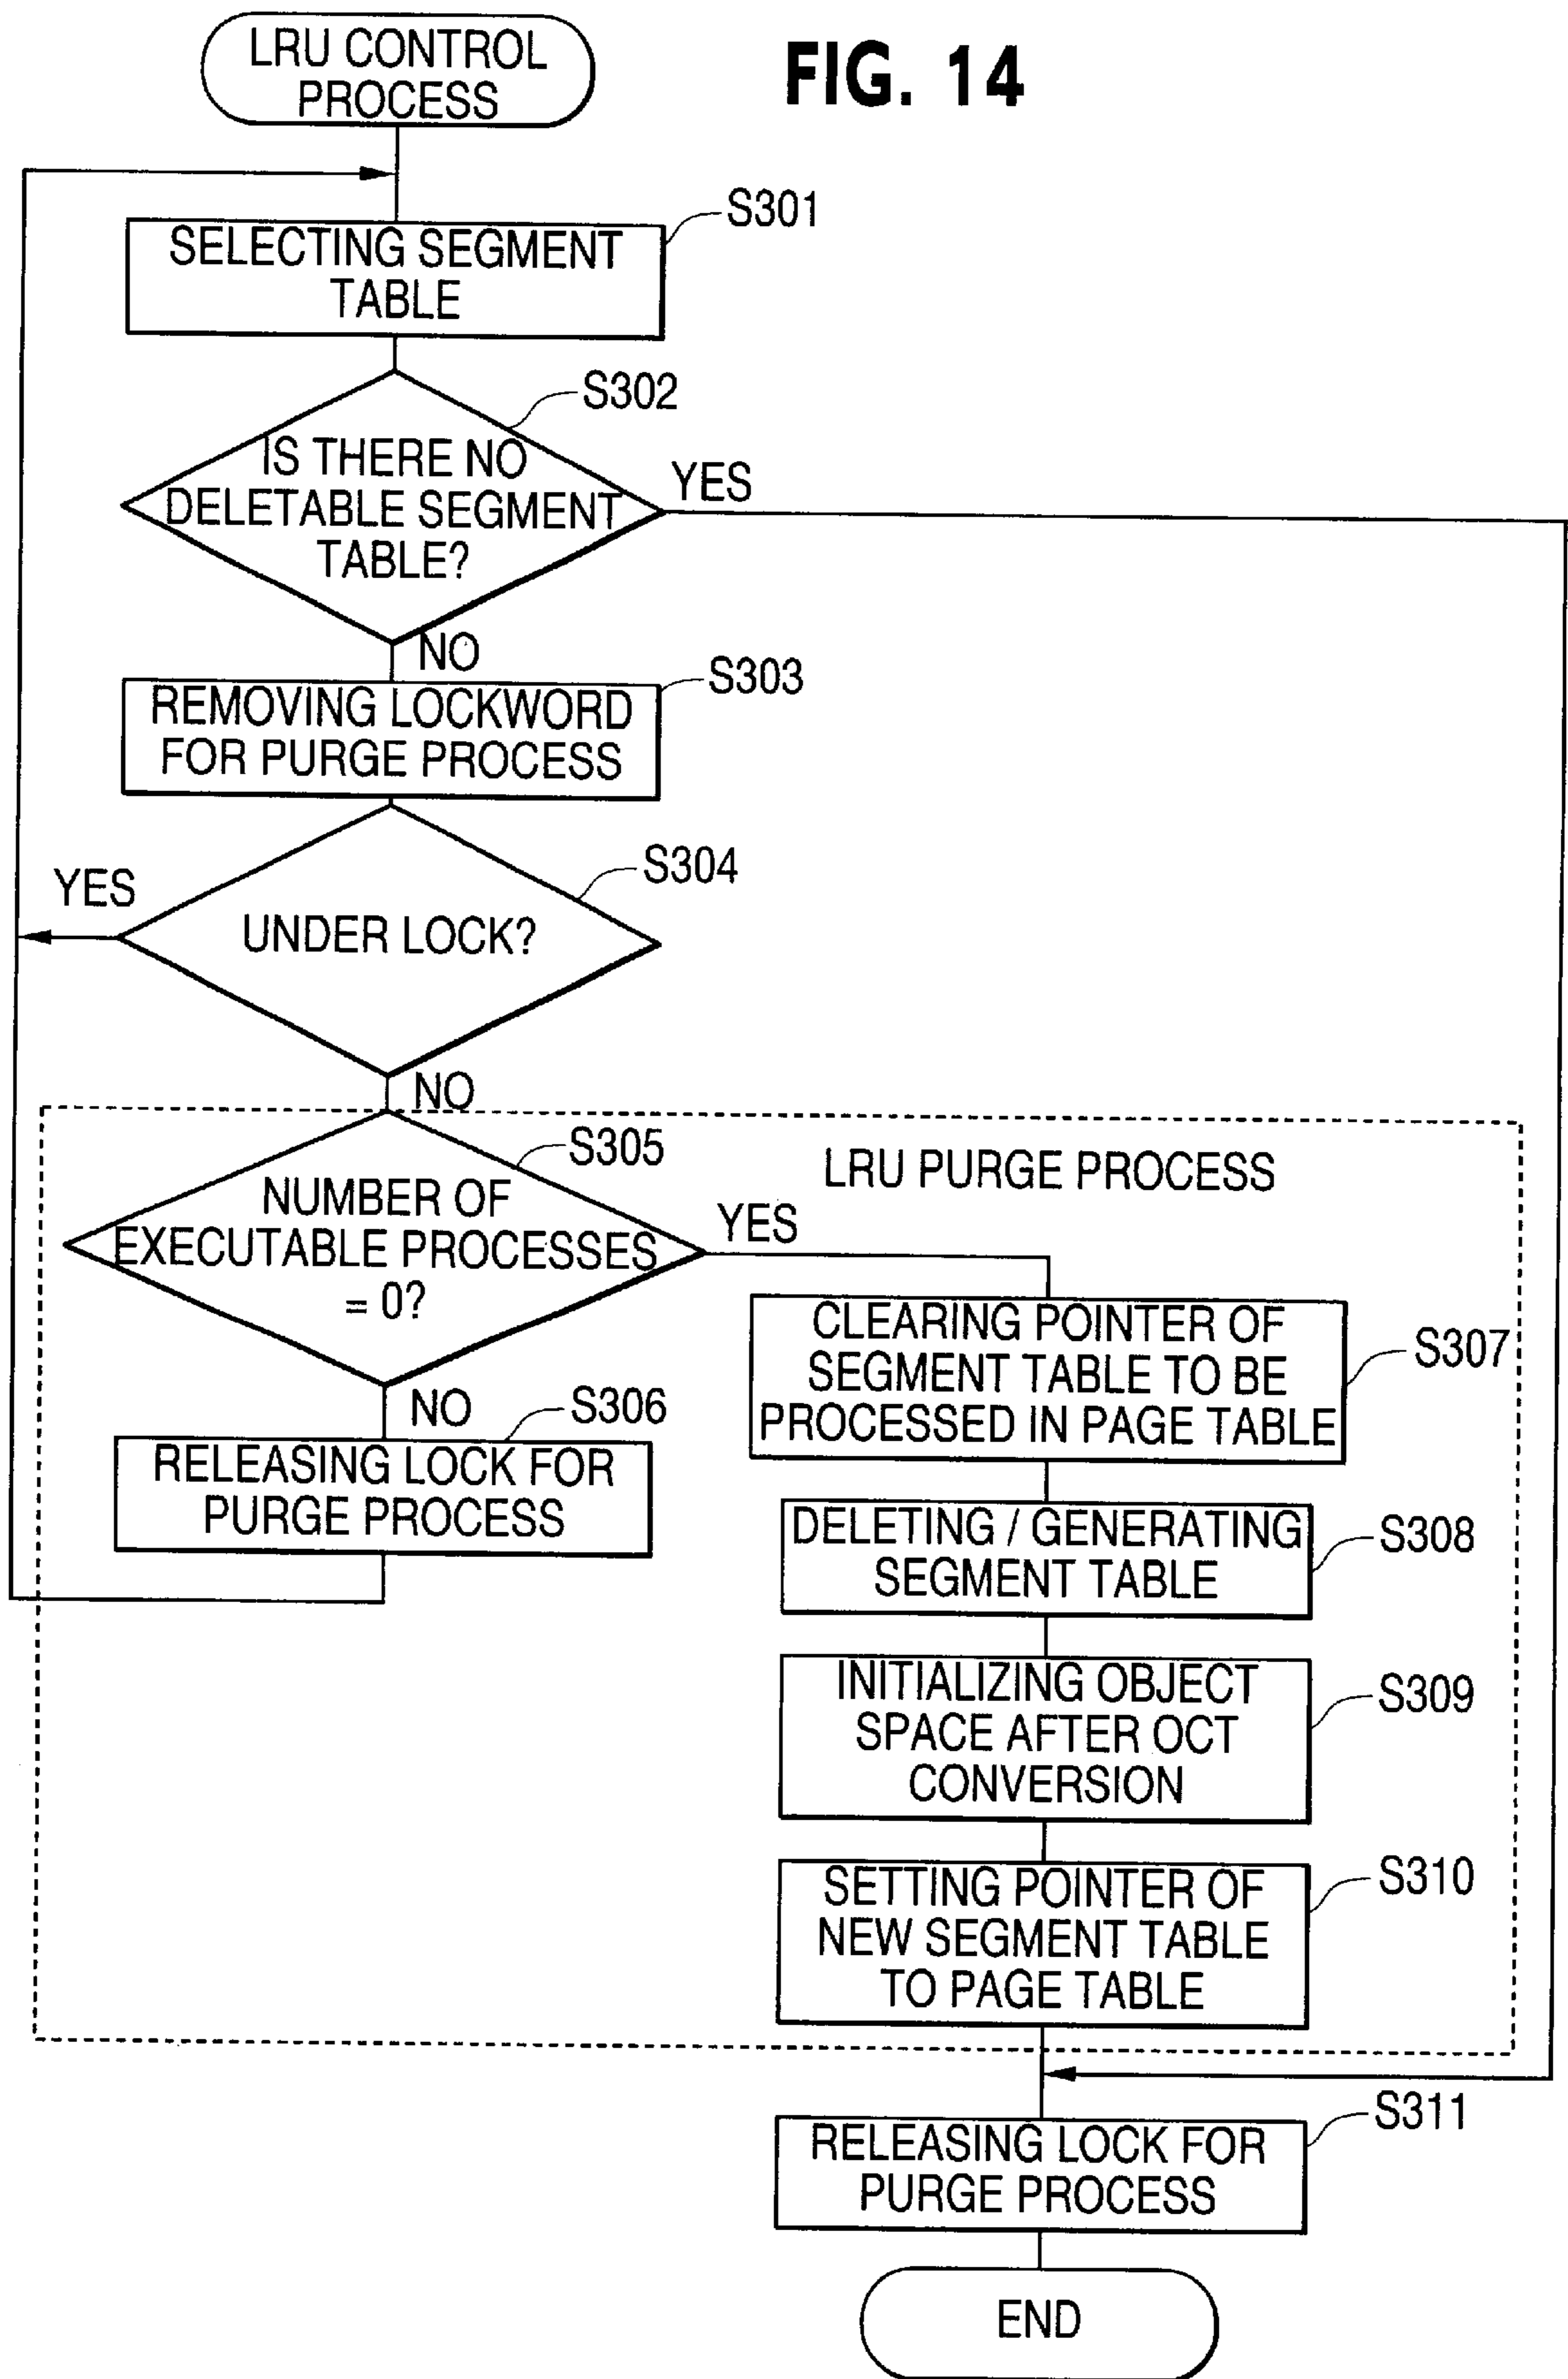 LRU CONTROL
PROCESS
FIG. 14
S301
SELECTING SEGMENT
TABLE
S302
IS THERE NO
DELETABLE SEGMENT
TABLE?
YES
NO
S303
REMOVING LOCKWORD
FOR PURGE PROCESS
S304
YES
UNDER LOCK?
NO
S305
LRU PURGE PROCESS
NUMBER OF
EXECUTABLE PROCESSES
= 0?
YES
NO
S306
RELEASING LOCK FOR
PURGE PROCESS
CLEARING POINTER OF
SEGMENT TABLE TO BE
PROCESSED IN PAGE TABLE
S307
DELETING / GENERATING
SEGMENT TABLE
S308
INITIALIZING OBJECT
SPACE AFTER OCT
CONVERSION
S309
SETTING POINTER OF
NEW SEGMENT TABLE
TO PAGE TABLE
S310
RELEASING LOCK FOR
PURGE PROCESS
S311
END